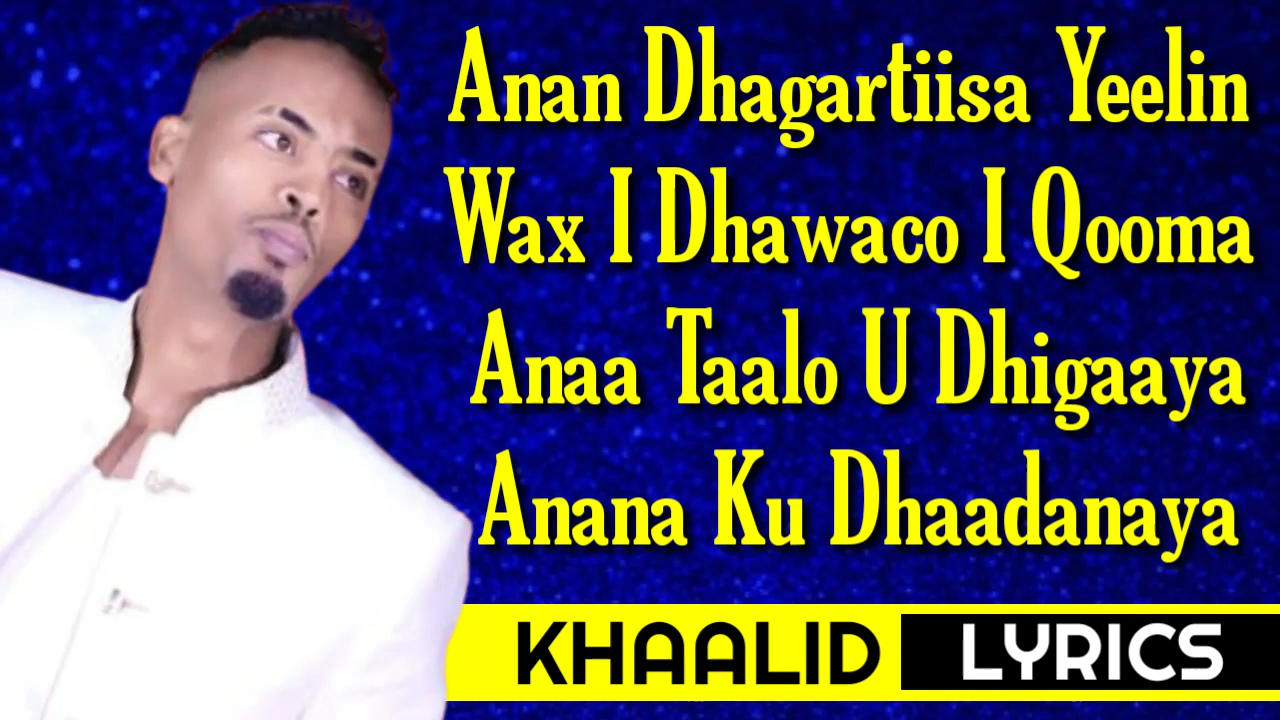 Anan Dhagartiisa Yeelin
Wax I Dhawaco I Qooma
Anaa Taalo U Dhigaaya
Anana Ku Dhaadanaya
KHAALID LYRICS